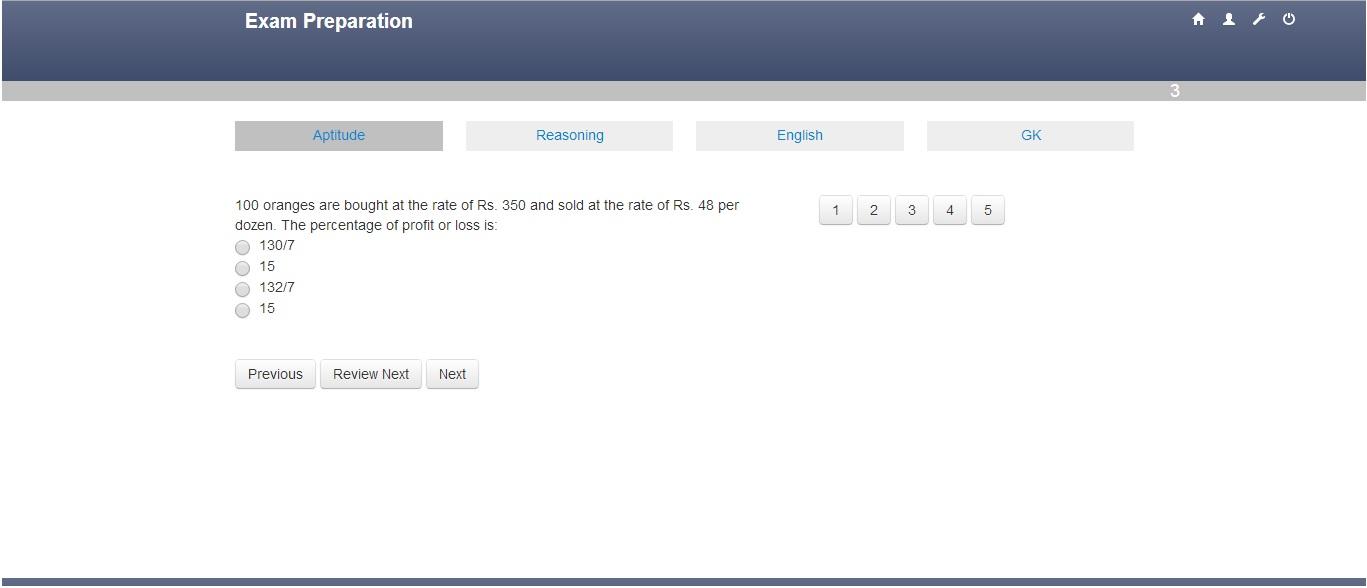 Exam Preparation
3
Aptitude
Reasoning
English
GK
100 oranges are bought at the rate of Rs. 350 and sold at the rate of Rs. 48 per
dozen. The percentage of profit or loss is:
130/7
15
132/7
15
1
2
3
4
5
Previous
Review Next
Next